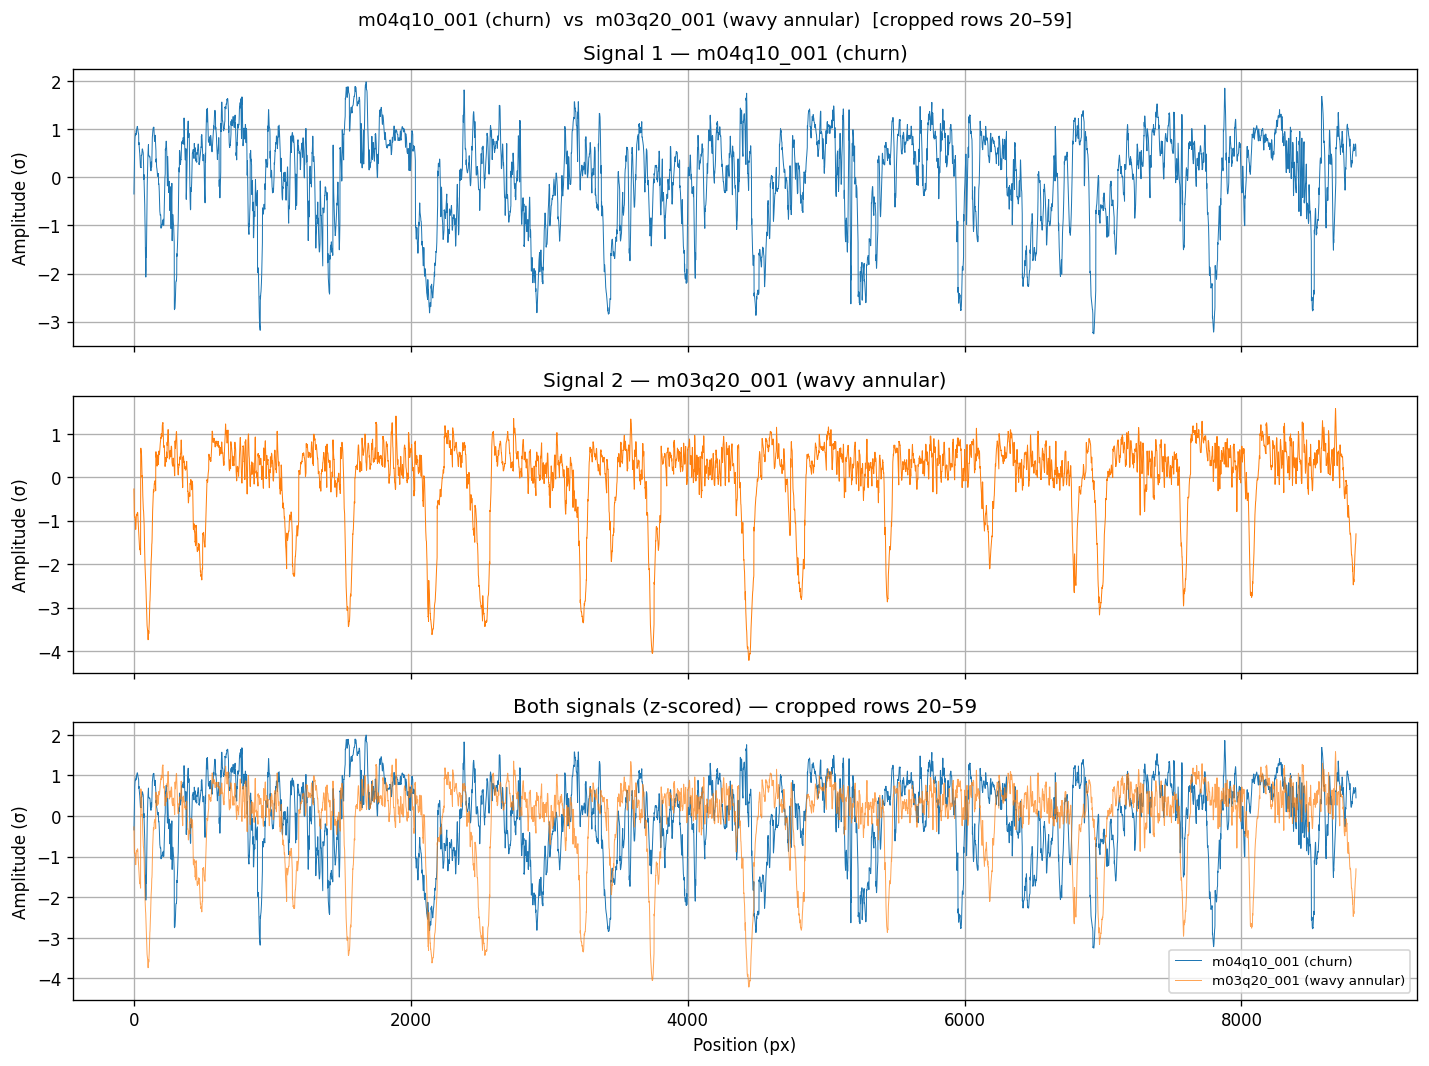 m04q10_001 (churn)  vs  m03q20_001 (wavy annular)  [cropped rows 20–59]
Signal 1 — m04q10_001 (churn)
Amplitude (σ)
2
1
0
−1
−2
−3
Signal 2 — m03q20_001 (wavy annular)
Amplitude (σ)
1
0
−1
−2
−3
−4
Both signals (z-scored) — cropped rows 20–59
Amplitude (σ)
2
1
0
−1
−2
−3
−4
m04q10_001 (churn)
m03q20_001 (wavy annular)
0 2000 4000 6000 8000
Position (px)